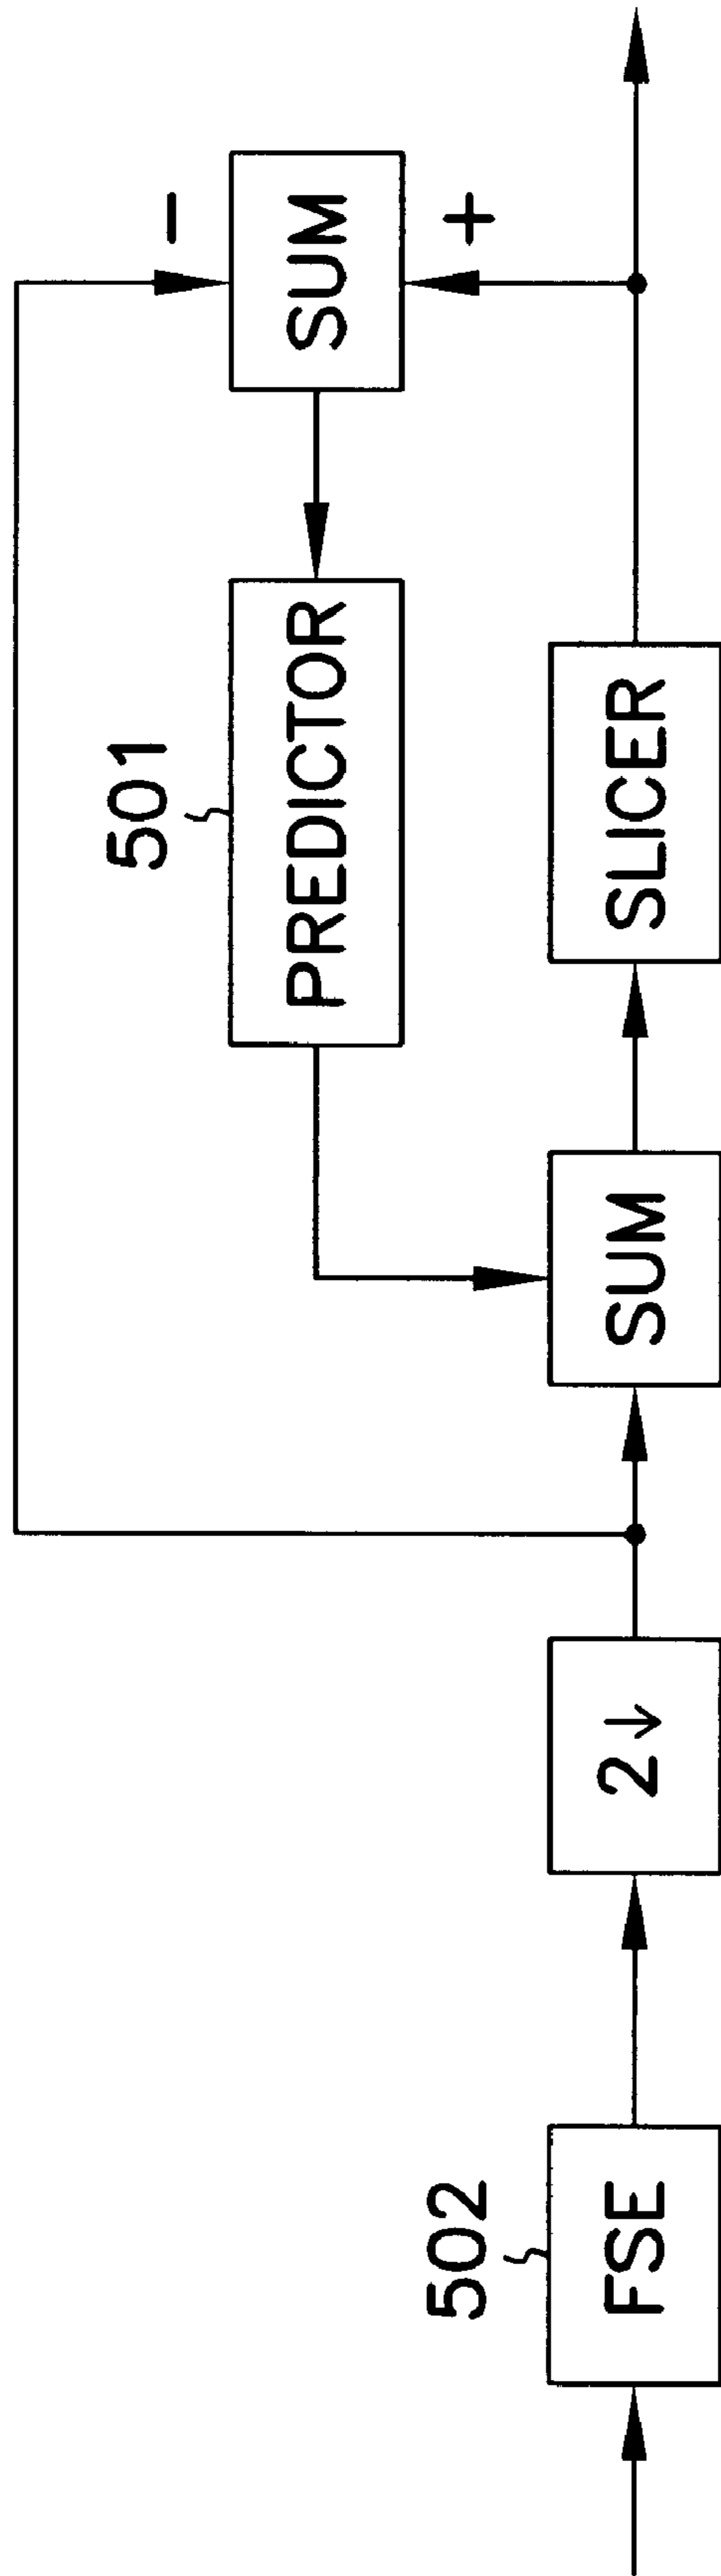 −
SUM
+
501
PREDICTOR
SLICER
SUM
2↓
502
FSE